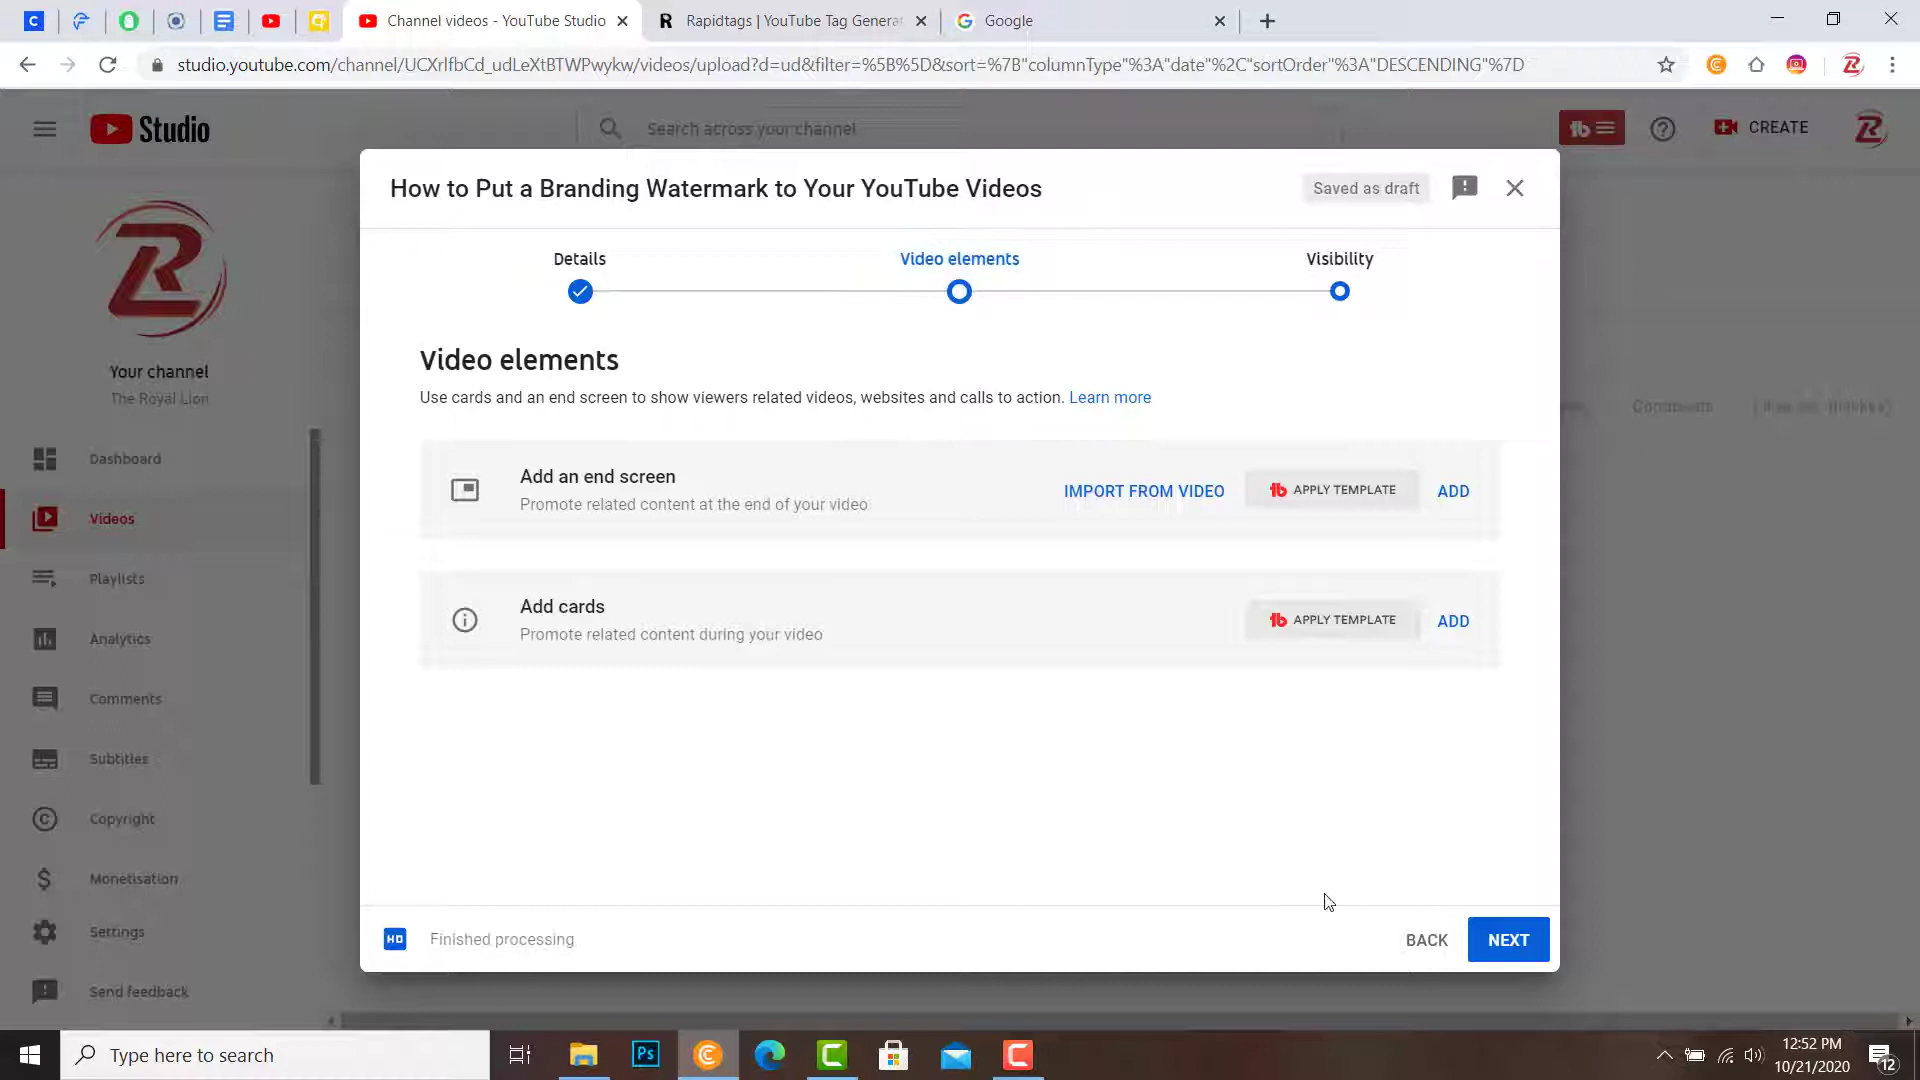 Channel videos - YouTube Studio
Rapidtags | YouTube Tag Genera
Google
studio.youtube.com/channel/UCXrlfbCd_udLeXtBTWPwykw/videos/upload?d=ud&filter=%5B%5D&sort=%7B"columnType"%3A"date"%2C"sortOrder"%3A"DESCENDING"%7D
Studio
Search across your channel
CREATE
How to Put a Branding Watermark to Your YouTube Videos
Saved as draft
Details
Video elements
Visibility
Your channel
The Royal Lion
Video elements
Use cards and an end screen to show viewers related videos, websites and calls to action. Learn more
Comments
Dashboard
Videos
Playlists
Analytics
Comments
Subtitles
Copyright
Monetisation
Settings
Send feedback
Add an end screen
Promote related content at the end of your video
IMPORT FROM VIDEO
APPLY TEMPLATE
ADD
Add cards
Promote related content during your video
APPLY TEMPLATE
ADD
HD
Finished processing
BACK
NEXT
Type here to search
Ps
12:52 PM
10/21/2020
12